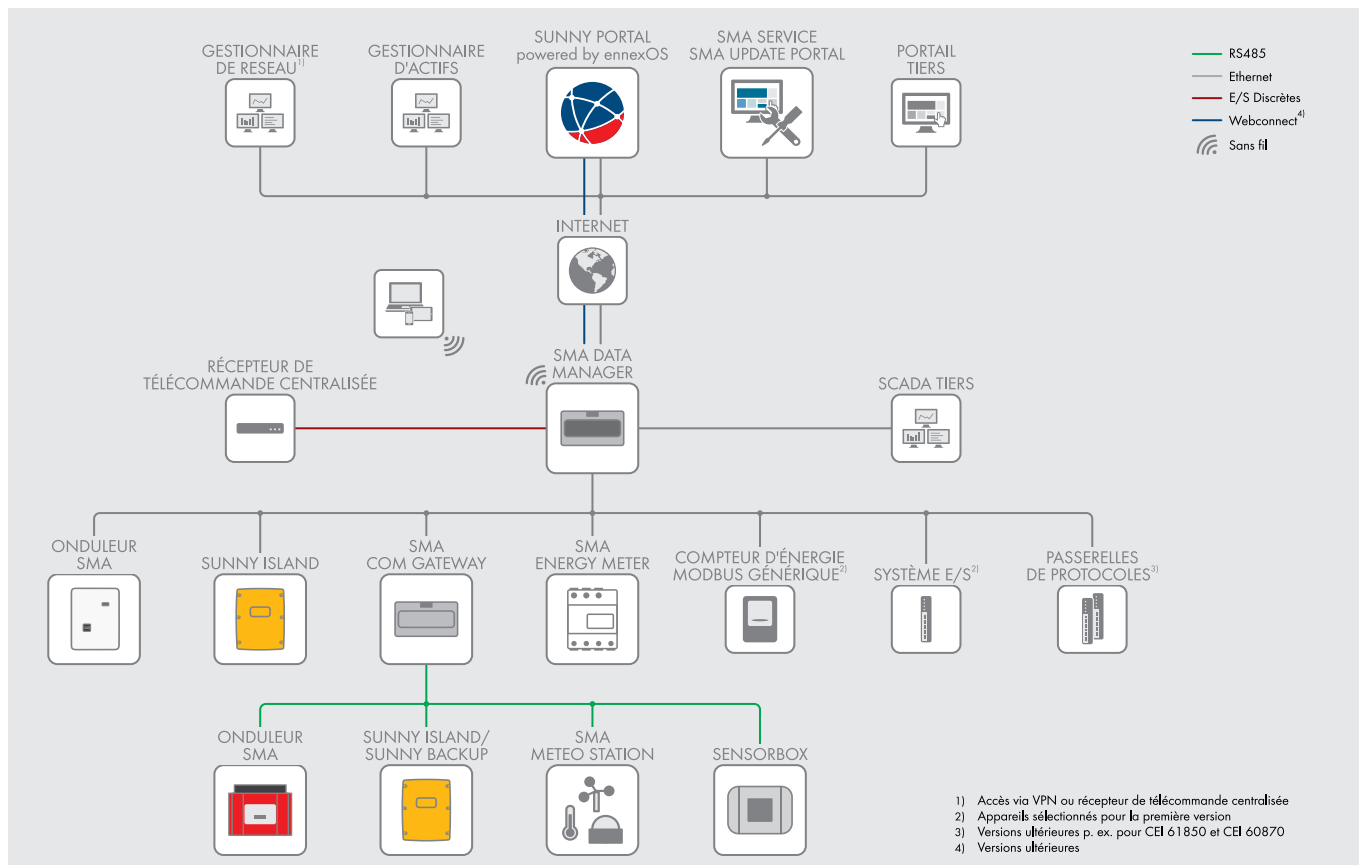 GESTIONNAIRE
DE RESEAU1)
GESTIONNAIRE
D'ACTIFS
SUNNY PORTAL
powered by ennexOS
SMA SERVICE
SMA UPDATE PORTAL
PORTAIL
TIERS
RS485
Ethernet
E/S Discrètes
Webconnect4)
Sans fil
INTERNET
RÉCEPTEUR DE
TÉLÉCOMMANDE CENTRALISÉE
SMA DATA
MANAGER
SCADA TIERS
ONDULEUR
SMA
SUNNY ISLAND
SMA
COM GATEWAY
SMA
ENERGY METER
COMPTEUR D'ÉNERGIE
MODBUS GÉNÉRIQUE2)
SYSTÈME E/S2)
PASSERELLES
DE PROTOCOLES3)
ONDULEUR
SMA
SUNNY ISLAND/
SUNNY BACKUP
SMA
METEO STATION
SENSORBOX
1) Accès via VPN ou récepteur de télécommande centralisée
2) Appareils sélectionnés pour la première version
3) Versions ultérieures p. ex. pour CEI 61850 et CEI 60870
4) Versions ultérieures